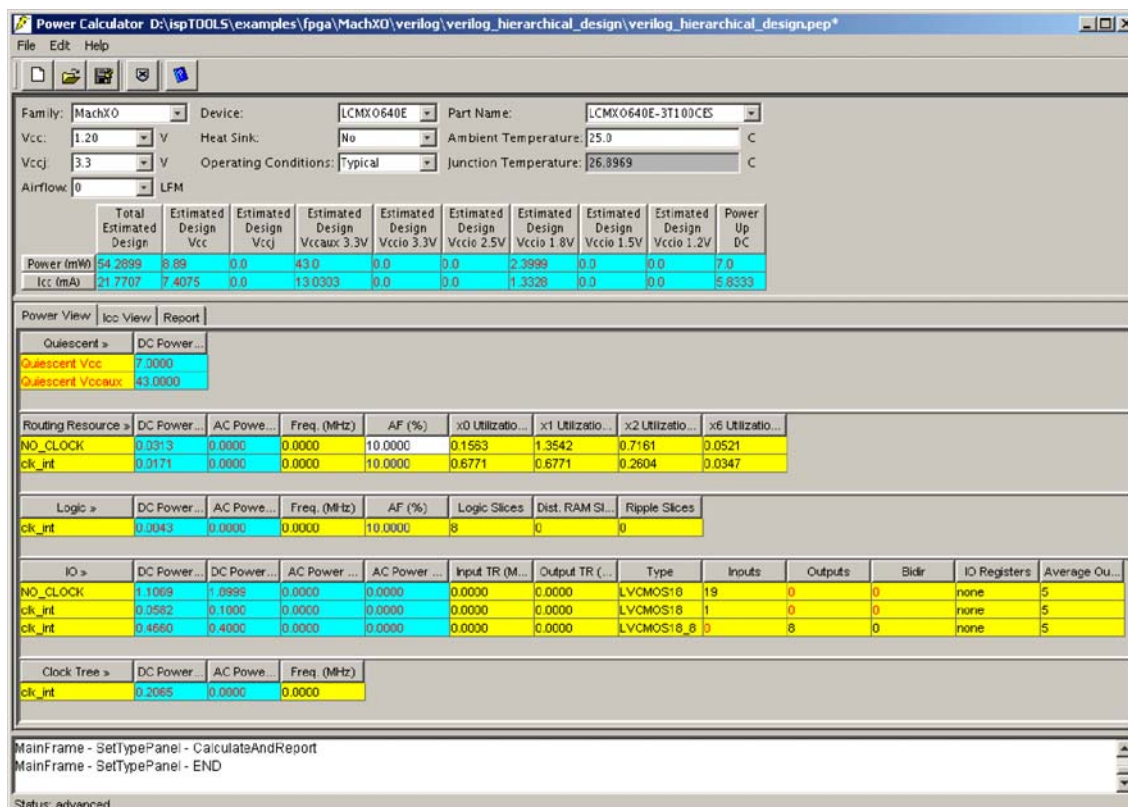 Power Calculator D:\ispTOOLS\examples\fpga\MachXO\verilog\verilog_hierarchical_design\verilog_hierarchical_design.pep*
File Edit Help
Family: MachXO Device: LCMXO640E Part Name: LCMXO640E-3T100CES
Vcc: 1.20 V Heat Sink: No Ambient Temperature: 25.0 C
Vccj: 3.3 V Operating Conditions: Typical Junction Temperature: 26.8969 C
Airflow: 0 LFM
Total Estimated Design Estimated Design Vcc Estimated Design Vccj Estimated Design Vccaux 3.3V Estimated Design Vccio 3.3V Estimated Design Vccio 2.5V Estimated Design Vccio 1.8V Estimated Design Vccio 1.5V Estimated Design Vccio 1.2V Power Up DC
Power (mW) 54.2899 8.89 0.0 43.0 0.0 0.0 2.3999 0.0 0.0 7.0
Icc (mA) 21.7707 7.4075 0.0 13.0303 0.0 0.0 1.3328 0.0 0.0 5.8333
Power View Icc View Report
Quiescent » DC Power...
Quiescent Vcc 7.0000
Quiescent Vccaux 43.0000
Routing Resource » DC Power... AC Powe... Freq. (MHz) AF (%) x0 Utilizatio... x1 Utilizatio... x2 Utilizatio... x6 Utilizatio...
NO_CLOCK 0.0313 0.0000 0.0000 10.0000 0.1563 1.3542 0.7161 0.0521
clk_int 0.0171 0.0000 0.0000 10.0000 0.6771 0.6771 0.2604 0.0347
Logic » DC Power... AC Powe... Freq. (MHz) AF (%) Logic Slices Dist. RAM Sl... Ripple Slices
clk_int 0.0043 0.0000 0.0000 10.0000 8 0 0
IO » DC Power... DC Power... AC Power ... AC Power ... Input TR (M... Output TR (... Type Inputs Outputs Bidir IO Registers Average Ou...
NO_CLOCK 1.1069 1.8999 0.0000 0.0000 0.0000 0.0000 LVCMOS18 19 0 0 none 5
clk_int 0.0582 0.1000 0.0000 0.0000 0.0000 0.0000 LVCMOS18 1 0 0 none 5
clk_int 0.4660 0.4000 0.0000 0.0000 0.0000 0.0000 LVCMOS18_8 0 8 0 none 5
Clock Tree » DC Power... AC Powe... Freq. (MHz)
clk_int 0.2065 0.0000 0.0000
MainFrame - SetTypePanel - CalculateAndReport
MainFrame - SetTypePanel - END
Status: advanced